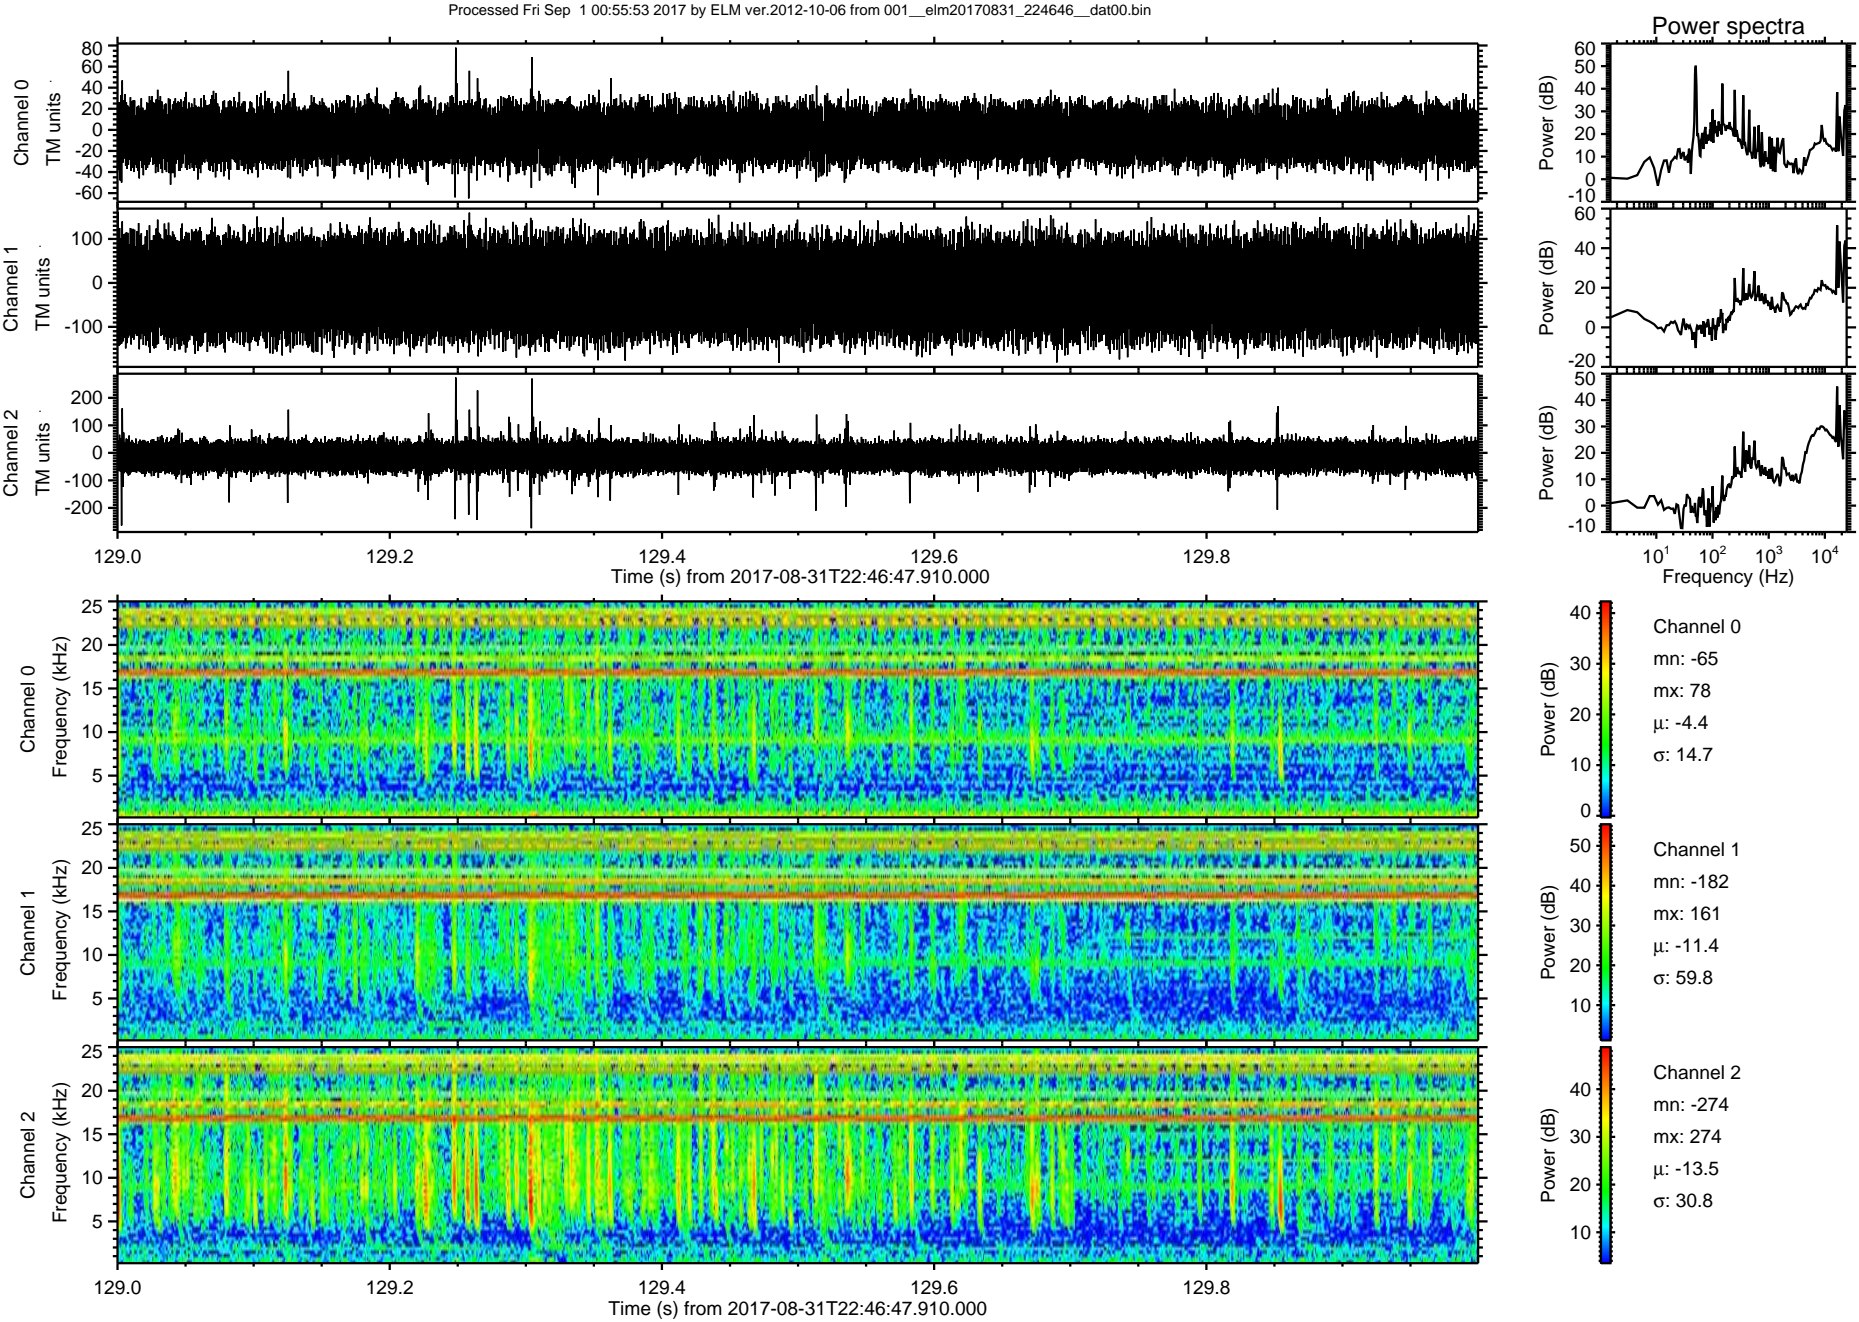 Processed Fri Sep  1 00:55:53 2017 by ELM ver.2012-10-06 from 001__elm20170831_224646__dat00.bin
Power spectra
Channel 0
TM units
80
60
40
20
0
-20
-40
-60
Power (dB)
60
50
40
30
20
10
0
-10
Channel 1
TM units
100
0
-100
Power (dB)
60
40
20
0
-20
Channel 2
TM units
200
100
0
-100
-200
Power (dB)
50
40
30
20
10
0
-10
129.0 129.2 129.4 129.6 129.8
Time (s) from 2017-08-31T22:46:47.910.000
10^1 10^2 10^3 10^4
Frequency (Hz)
Channel 0
Frequency (kHz)
25
20
15
10
5
Power (dB)
40
30
20
10
0
Channel 0
mn: -65
mx: 78
μ: -4.4
σ: 14.7
Channel 1
Frequency (kHz)
25
20
15
10
5
Power (dB)
50
40
30
20
10
Channel 1
mn: -182
mx: 161
μ: -11.4
σ: 59.8
Channel 2
Frequency (kHz)
25
20
15
10
5
Power (dB)
40
30
20
10
Channel 2
mn: -274
mx: 274
μ: -13.5
σ: 30.8
129.0 129.2 129.4 129.6 129.8
Time (s) from 2017-08-31T22:46:47.910.000